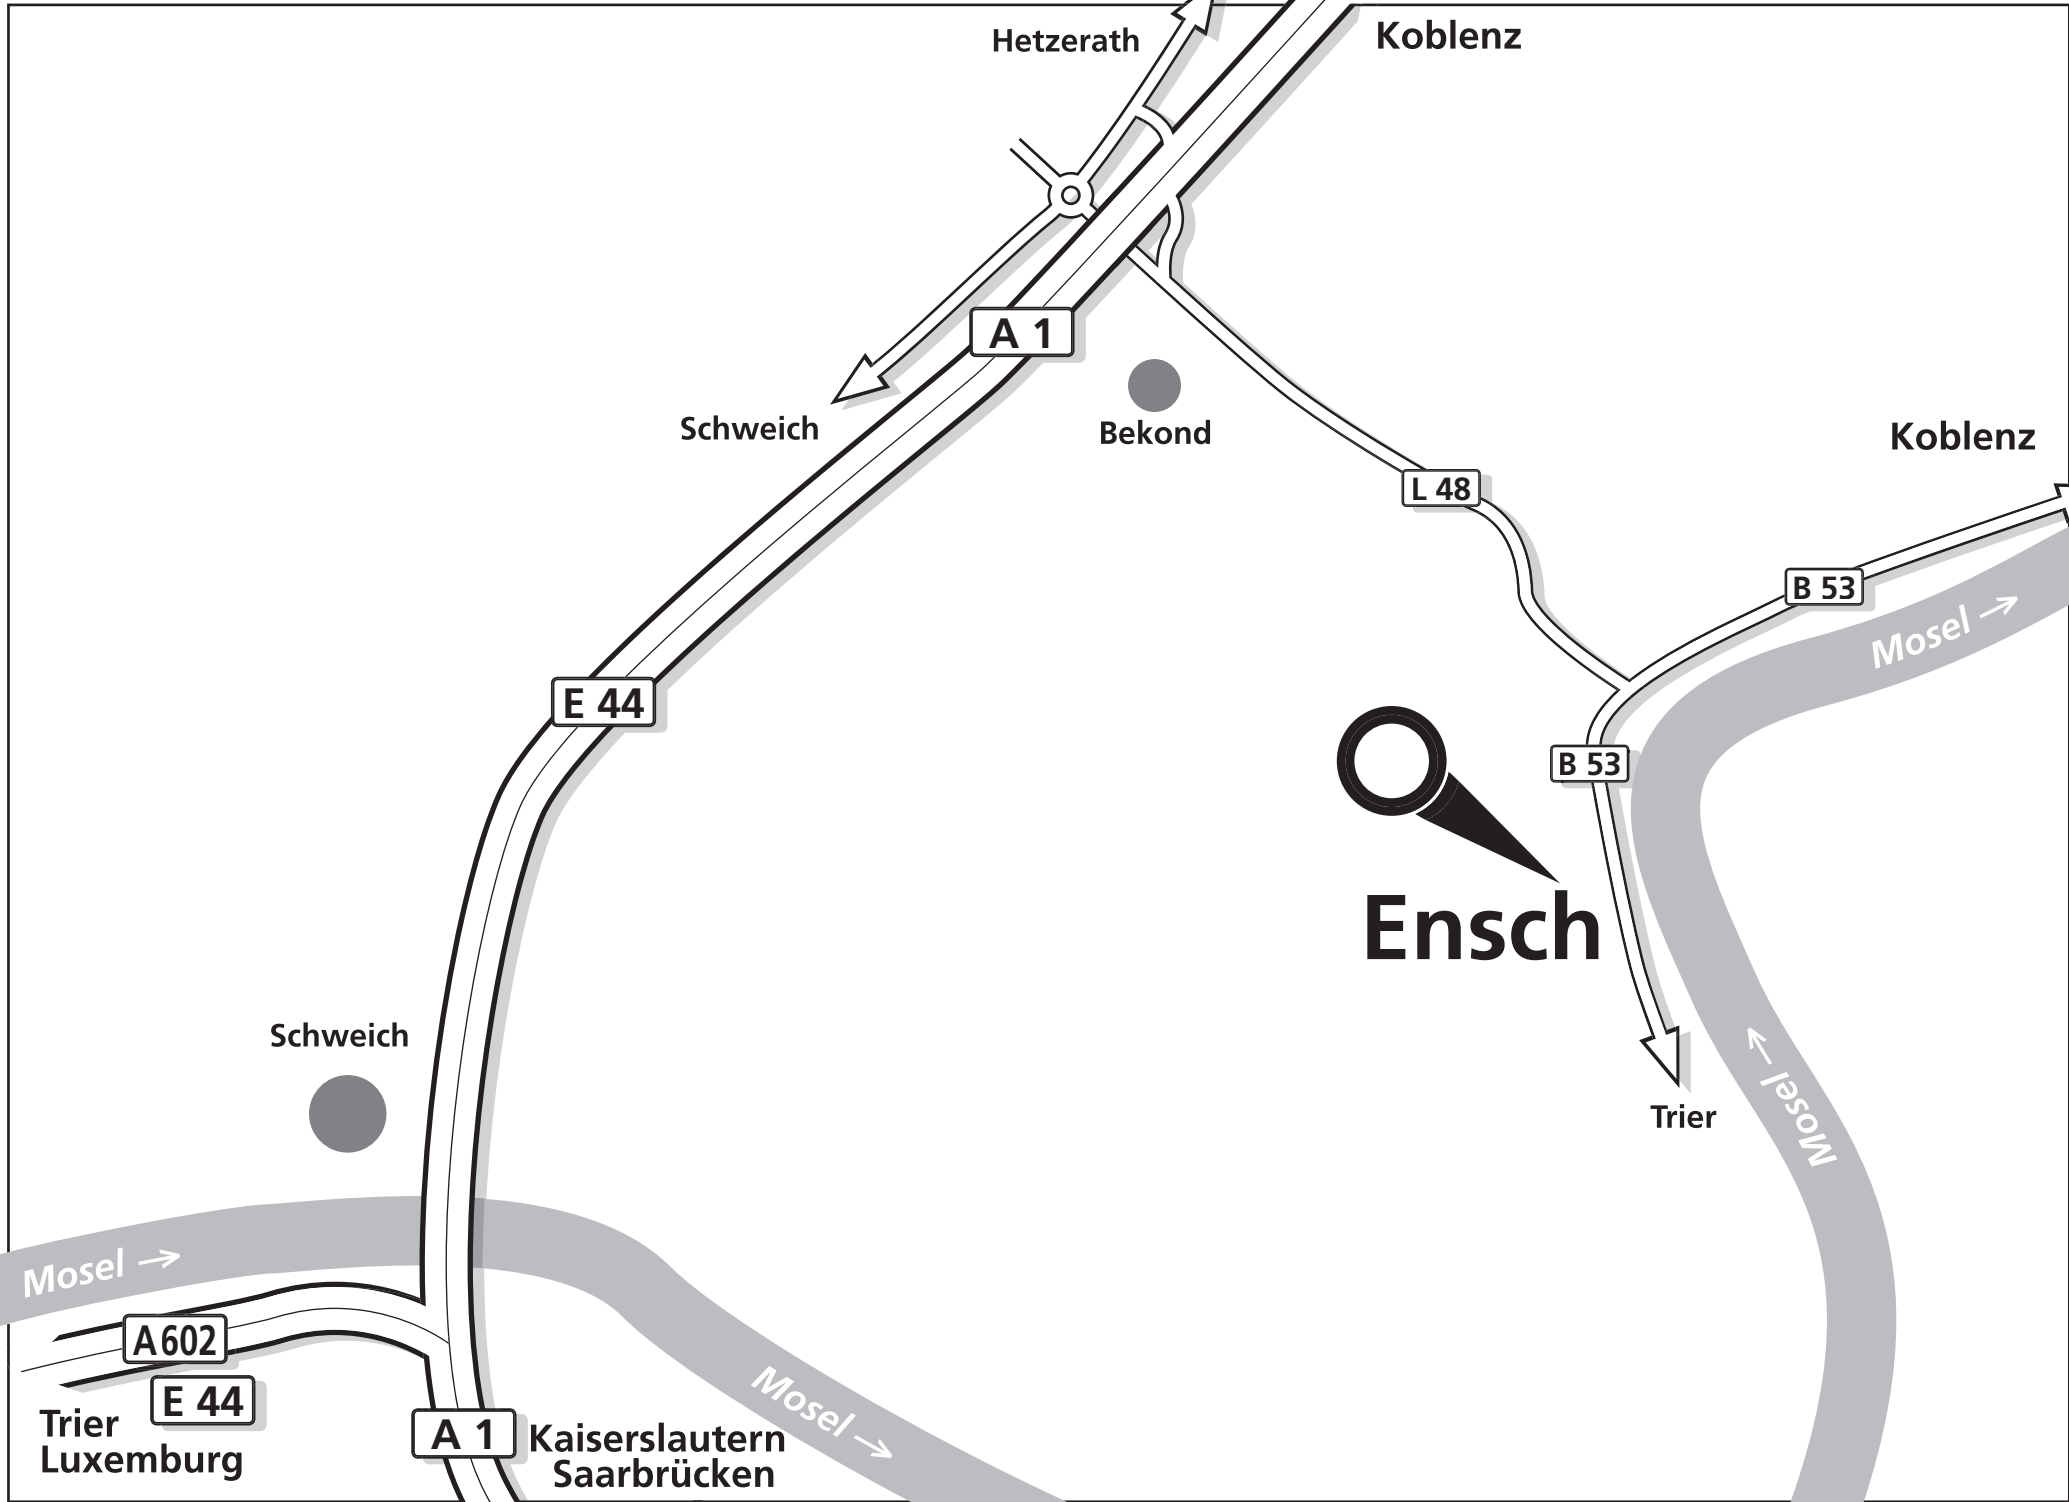 Hetzerath
Koblenz
A 1
Schweich
Bekond
Koblenz
L 48
B 53
Mosel →
E 44
B 53
Ensch
Schweich
Mosel →
Trier
Mosel →
A 602
E 44
Trier
Luxemburg
A 1
Kaiserslautern
Saarbrücken
Mosel →